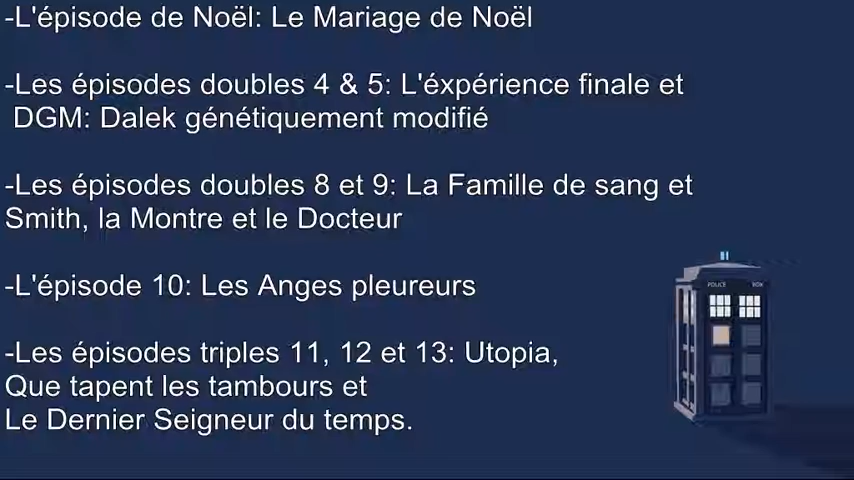 -L'épisode de Noël: Le Mariage de Noël
-Les épisodes doubles 4 & 5: L'éxpérience finale et
DGM: Dalek génétiquement modifié
-Les épisodes doubles 8 et 9: La Famille de sang et
Smith, la Montre et le Docteur
-L'épisode 10: Les Anges pleureurs
-Les épisodes triples 11, 12 et 13: Utopia,
Que tapent les tambours et
Le Dernier Seigneur du temps.
POLICE BOX